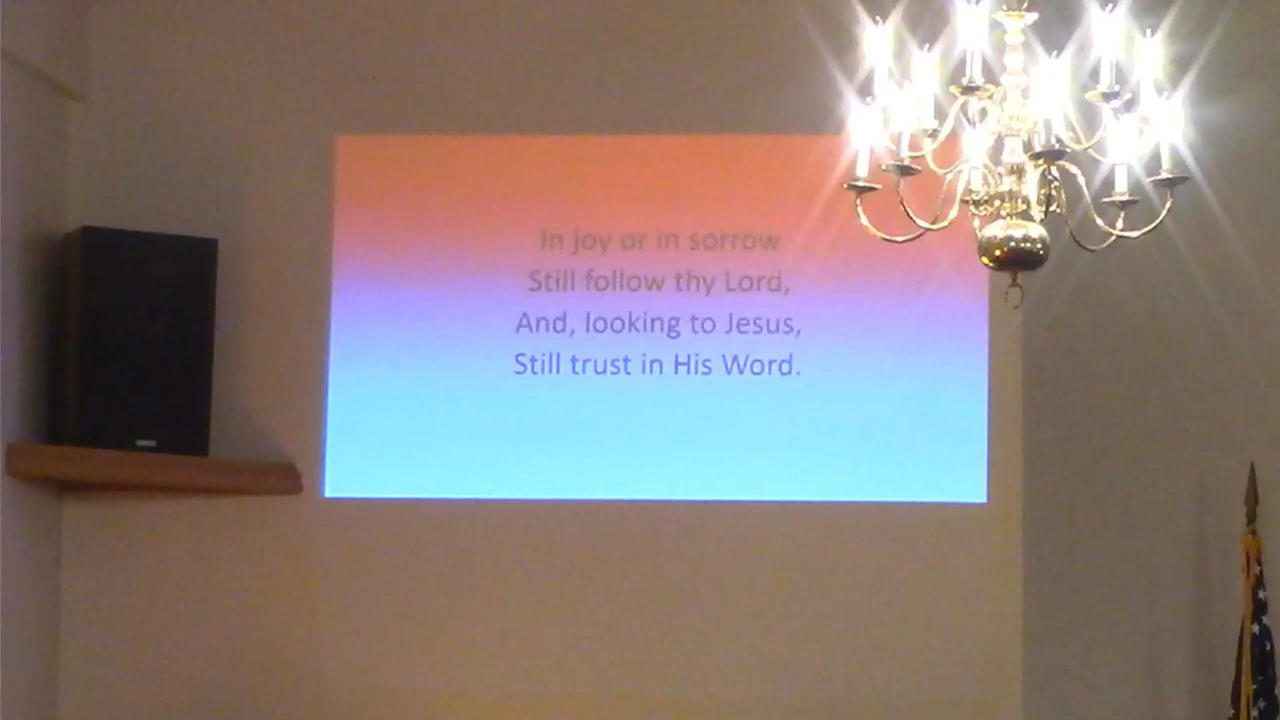 In joy or in sorrow
Still follow thy Lord,
And, looking to Jesus,
Still trust in His Word.